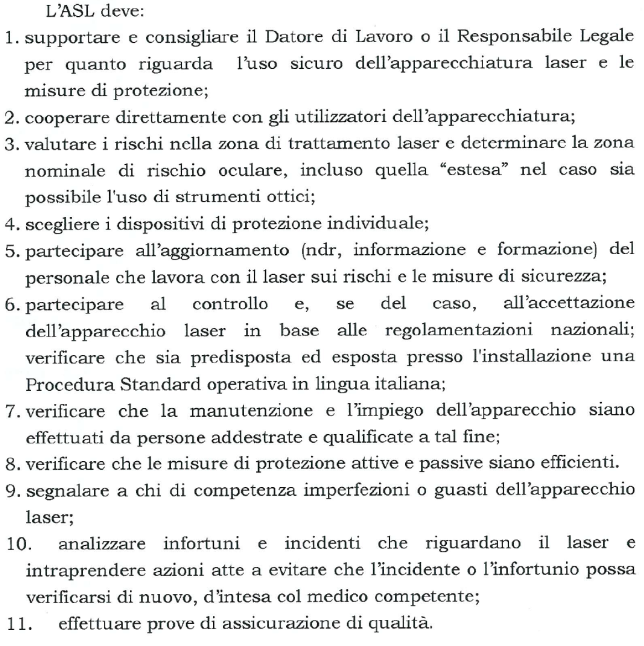 L'ASL deve:
1. supportare e consigliare il Datore di Lavoro o il Responsabile Legale
per quanto riguarda l'uso sicuro dell'apparecchiatura laser e le
misure di protezione;
2. cooperare direttamente con gli utilizzatori dell'apparecchiatura;
3. valutare i rischi nella zona di trattamento laser e determinare la zona
nominale di rischio oculare, incluso quella “estesa” nel caso sia
possibile l'uso di strumenti ottici;
4. scegliere i dispositivi di protezione individuale;
5. partecipare all'aggiornamento (ndr, informazione e formazione) del
personale che lavora con il laser sui rischi e le misure di sicurezza;
6. partecipare al controllo e, se del caso, all'accettazione
dell'apparecchio laser in base alle regolamentazioni nazionali;
verificare che sia predisposta ed esposta presso l'installazione una
Procedura Standard operativa in lingua italiana;
7. verificare che la manutenzione e l'impiego dell'apparecchio siano
effettuati da persone addestrate e qualificate a tal fine;
8. verificare che le misure di protezione attive e passive siano efficienti.
9. segnalare a chi di competenza imperfezioni o guasti dell'apparecchio
laser;
10. analizzare infortuni e incidenti che riguardano il laser e
intraprendere azioni atte a evitare che l'incidente o l'infortunio possa
verificarsi di nuovo, d'intesa col medico competente;
11. effettuare prove di assicurazione di qualità.